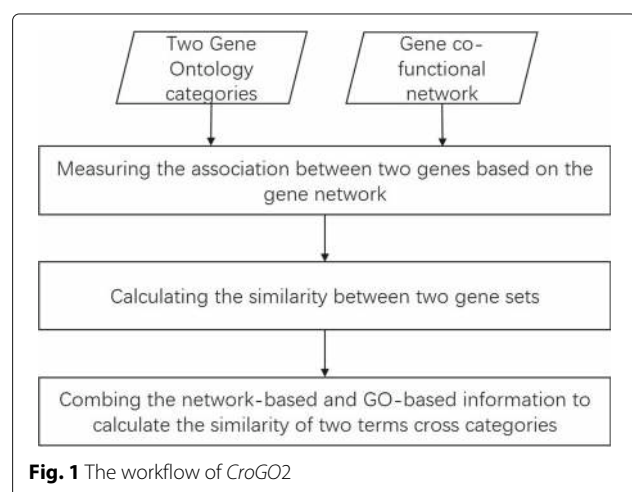 Two Gene
Ontology
categories
Gene co-
functional
network
Measuring the association between two genes based on the
gene network
Calculating the similarity between two gene sets
Combing the network-based and GO-based information to
calculate the similarity of two terms cross categories
Fig. 1 The workflow of CroGO2